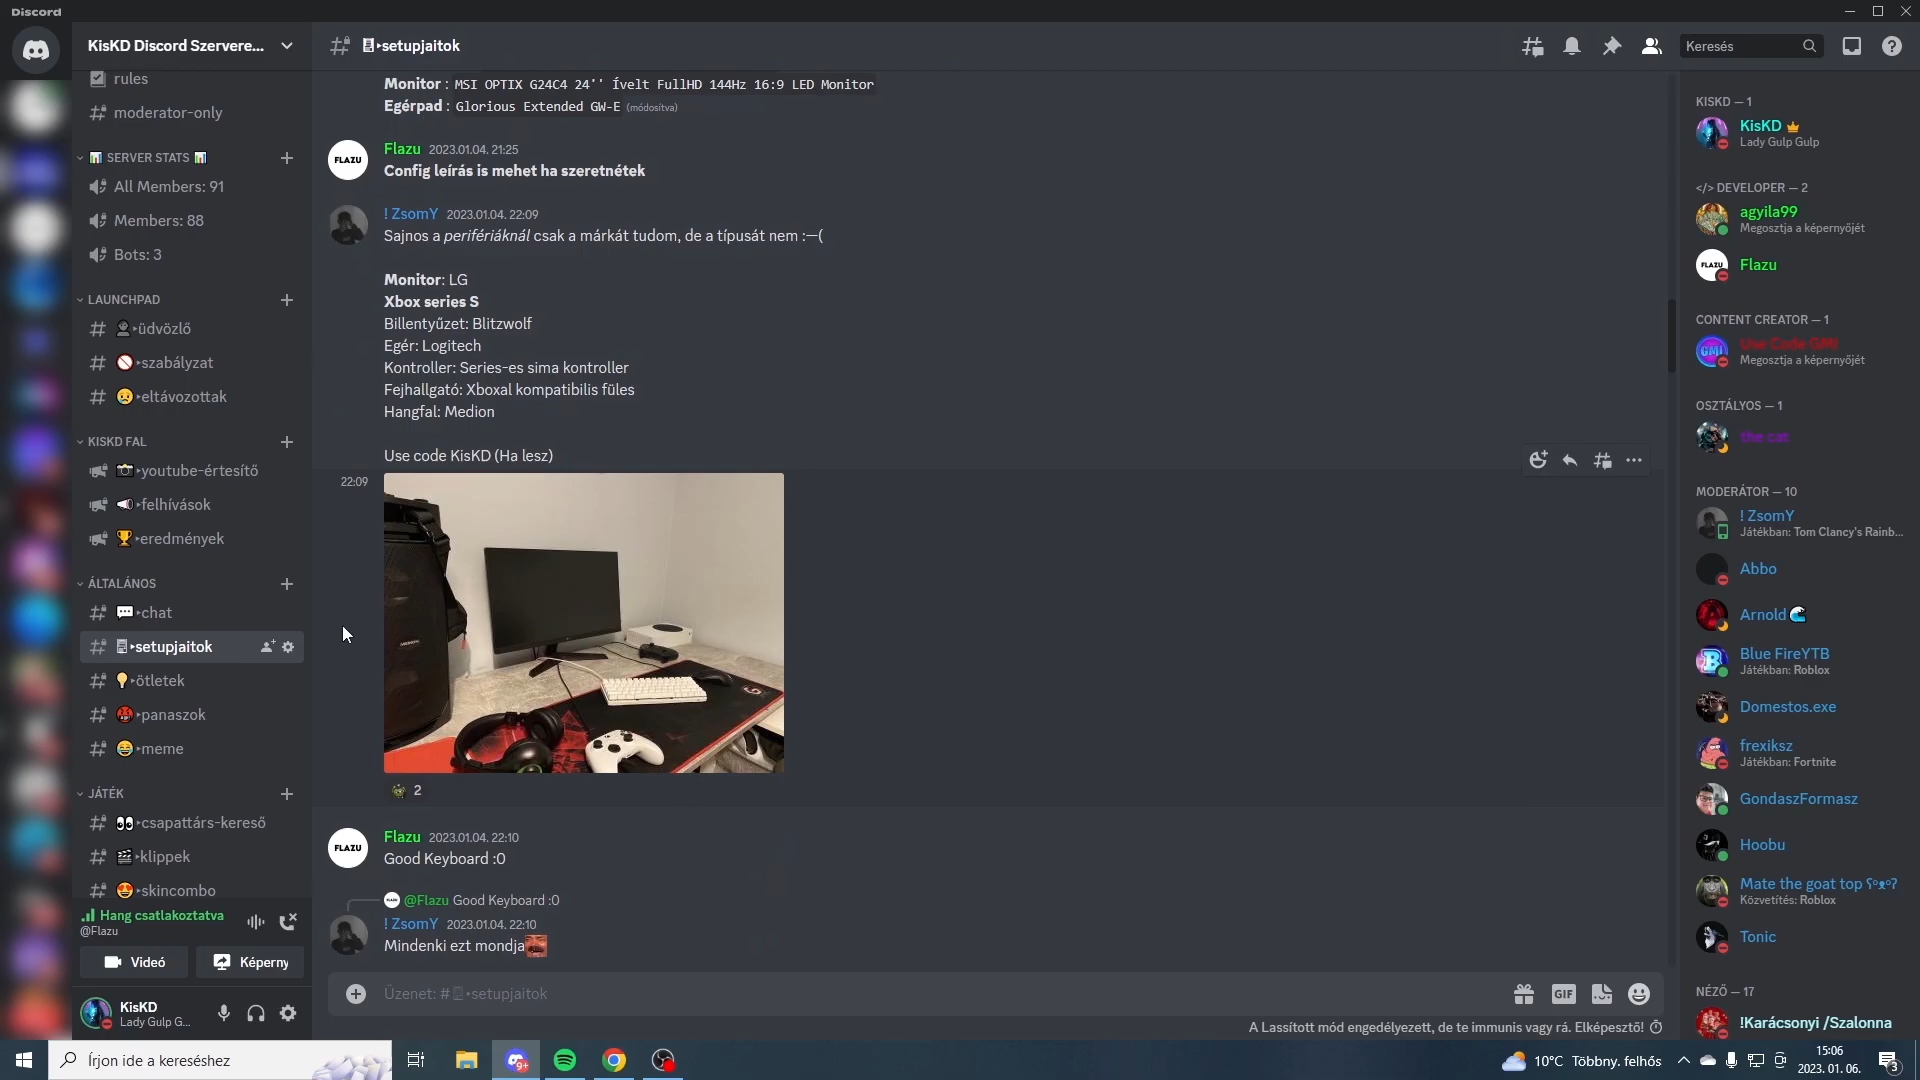 Discord
KisKD Discord Szervere...
rules
moderator-only
SERVER STATS
All Members: 91
Members: 88
Bots: 3
LAUNCHPAD
üdvözlő
szabályzat
eltávozottak
KISKD FAL
youtube-értesítő
felhívások
eredmények
ÁLTALÁNOS
chat
setupjaitok
ötletek
panaszok
meme
JÁTÉK
csapattárs-kereső
klippek
skincombo
Hang csatlakoztatva
@Flazu
Videó
Képerny
KisKD
Lady Gulp G...
setupjaitok
Keresés
Monitor : MSI OPTIX G24C4 24'' Ívelt FullHD 144Hz 16:9 LED Monitor
Egérpad : Glorious Extended GW-E (módosítva)
FLAZU
Flazu 2023.01.04. 21:25
Config leírás is mehet ha szeretnétek
! ZsomY 2023.01.04. 22:09
Sajnos a perifériáknál csak a márkát tudom, de a típusát nem :—(
Monitor: LG
Xbox series S
Billentyűzet: Blitzwolf
Egér: Logitech
Kontroller: Series-es sima kontroller
Fejhallgató: Xboxal kompatibilis füles
Hangfal: Medion
Use code KisKD (Ha lesz)
22:09
2
FLAZU
Flazu 2023.01.04. 22:10
Good Keyboard :0
@Flazu Good Keyboard :0
! ZsomY 2023.01.04. 22:10
Mindenki ezt mondja
Üzenet: #setupjaitok
GIF
A Lassított mód engedélyezett, de te immunis vagy rá. Elképesztő!
KISKD — 1
KisKD
Lady Gulp Gulp
</> DEVELOPER — 2
agyila99
Megosztja a képernyőjét
FLAZU
Flazu
CONTENT CREATOR — 1
GMI
Use Code GMI
Megosztja a képernyőjét
OSZTÁLYOS — 1
the cat
MODERÁTOR — 10
! ZsomY
Játékban: Tom Clancy's Rainb...
Abbo
Arnold
Blue FireYTB
Játékban: Roblox
Domestos.exe
frexiksz
Játékban: Fortnite
GondaszFormasz
Hoobu
Mate the goat top
Közvetítés: Roblox
Tonic
NÉZŐ — 17
!Karácsonyi /Szalonna
Írjon ide a kereséshez
9+
10°C Többny. felhős
15:06
2023. 01. 06.
3